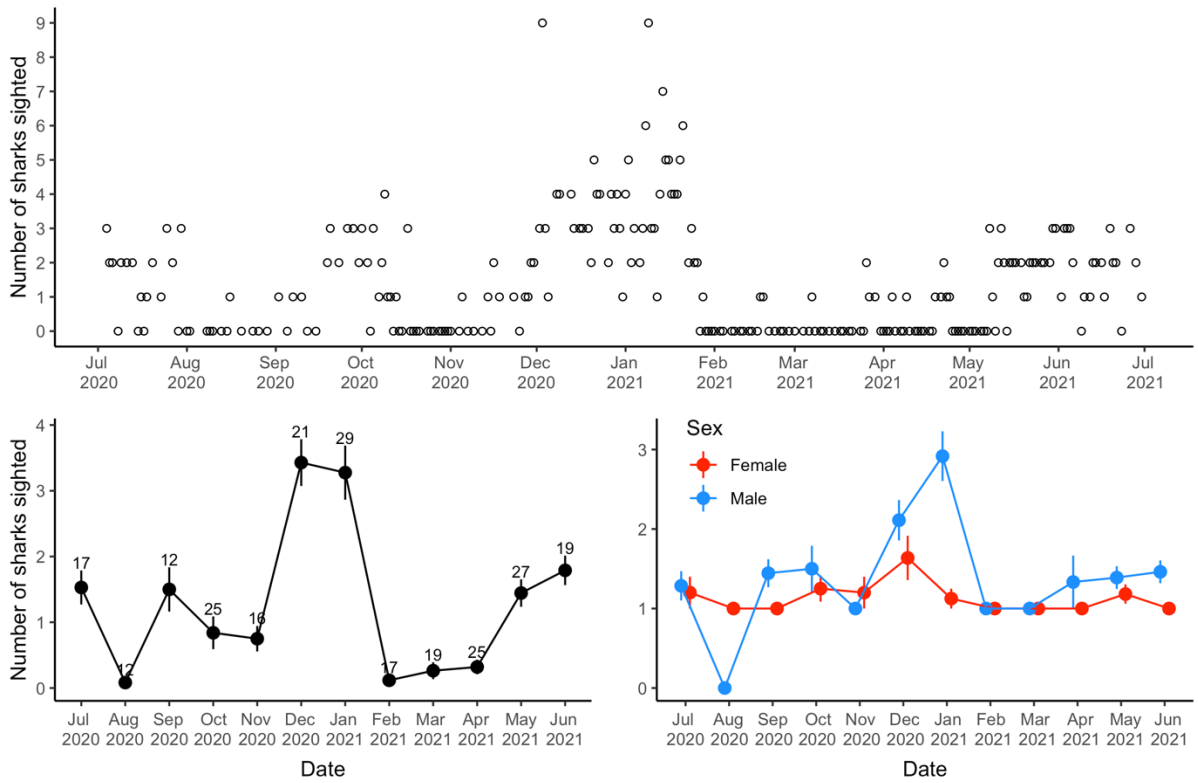 Number of sharks sighted
9
8
7
6
5
4
3
2
1
0
Jul Aug Sep Oct Nov Dec Jan Feb Mar Apr May Jun Jul
2020 2020 2020 2020 2020 2020 2021 2021 2021 2021 2021 2021 2021
Number of sharks sighted
4
3
2
1
0
17 12 12 25 16 21 29 17 19 25 27 19
Jul Aug Sep Oct Nov Dec Jan Feb Mar Apr May Jun
2020 2020 2020 2020 2020 2020 2021 2021 2021 2021 2021 2021
Date
Sex
Female
Male
3
2
1
0
Jul Aug Sep Oct Nov Dec Jan Feb Mar Apr May Jun
2020 2020 2020 2020 2020 2020 2021 2021 2021 2021 2021 2021
Date